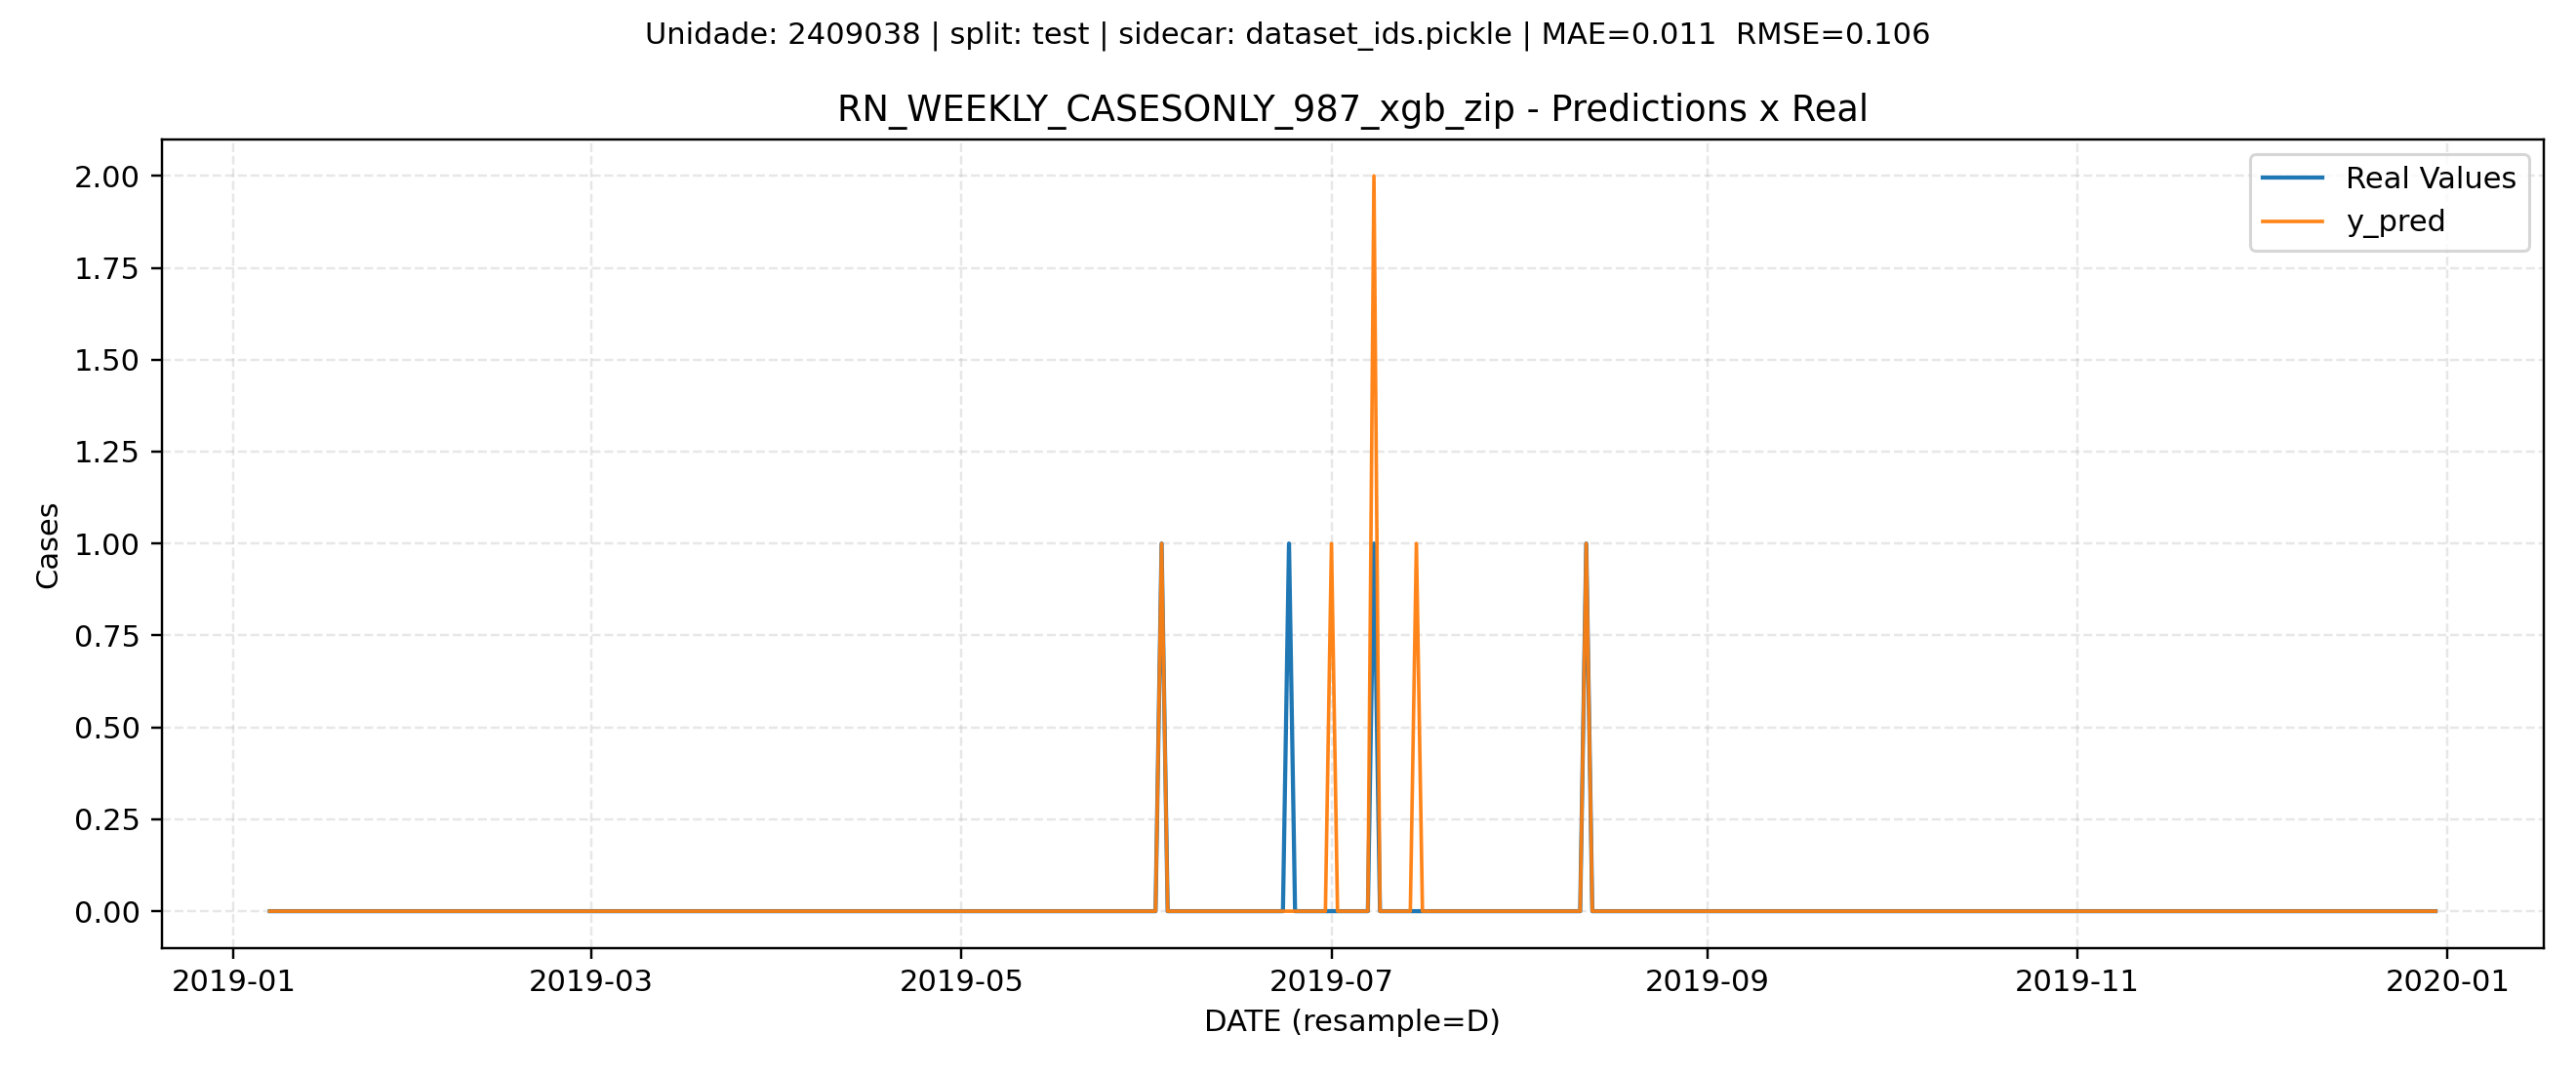 Unidade: 2409038 | split: test | sidecar: dataset_ids.pickle | MAE=0.011  RMSE=0.106
RN_WEEKLY_CASESONLY_987_xgb_zip - Predictions x Real
Real Values
y_pred
2.00
1.75
1.50
1.25
1.00
0.75
0.50
0.25
0.00
Cases
2019-01
2019-03
2019-05
2019-07
2019-09
2019-11
2020-01
DATE (resample=D)